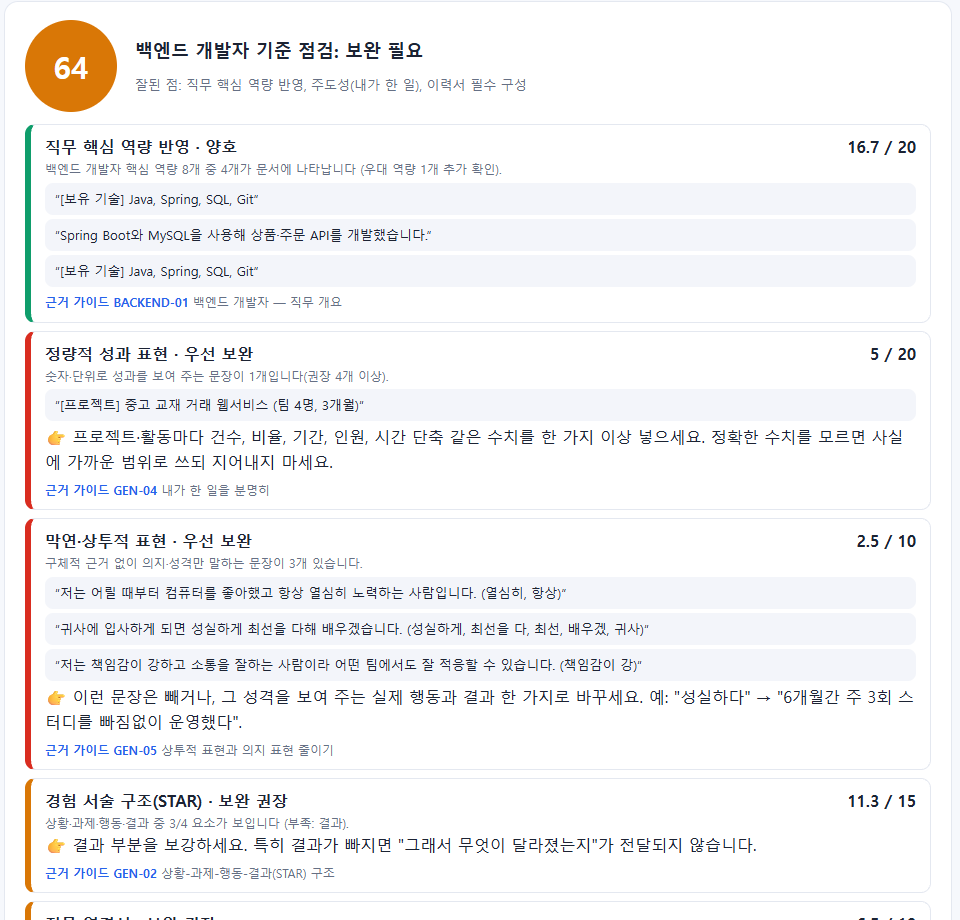 64
백엔드 개발자 기준 점검: 보완 필요
잘된 점: 직무 핵심 역량 반영, 주도성(내가 한 일), 이력서 필수 구성
직무 핵심 역량 반영 · 양호
16.7 / 20
백엔드 개발자 핵심 역량 8개 중 4개가 문서에 나타납니다 (우대 역량 1개 추가 확인).
"[보유 기술] Java, Spring, SQL, Git"
"Spring Boot와 MySQL을 사용해 상품·주문 API를 개발했습니다."
"[보유 기술] Java, Spring, SQL, Git"
근거 가이드 BACKEND-01 백엔드 개발자 — 직무 개요
정량적 성과 표현 · 우선 보완
5 / 20
숫자·단위로 성과를 보여 주는 문장이 1개입니다(권장 4개 이상).
"[프로젝트] 중고 교재 거래 웹서비스 (팀 4명, 3개월)"
👉 프로젝트·활동마다 건수, 비율, 기간, 인원, 시간 단축 같은 수치를 한 가지 이상 넣으세요. 정확한 수치를 모르면 사실
에 가까운 범위로 쓰되 지어내지 마세요.
근거 가이드 GEN-04 내가 한 일을 분명히
막연·상투적 표현 · 우선 보완
2.5 / 10
구체적 근거 없이 의지·성격만 말하는 문장이 3개 있습니다.
"저는 어릴 때부터 컴퓨터를 좋아했고 항상 열심히 노력하는 사람입니다. (열심히, 항상)"
"귀사에 입사하게 되면 성실하게 최선을 다해 배우겠습니다. (성실하게, 최선을 다, 최선, 배우겠, 귀사)"
"저는 책임감이 강하고 소통을 잘하는 사람이라 어떤 팀에서도 잘 적응할 수 있습니다. (책임감이 강)"
👉 이런 문장은 빼거나, 그 성격을 보여 주는 실제 행동과 결과 한 가지로 바꾸세요. 예: "성실하다" → "6개월간 주 3회 스
터디를 빠짐없이 운영했다".
근거 가이드 GEN-05 상투적 표현과 의지 표현 줄이기
경험 서술 구조(STAR) · 보완 권장
11.3 / 15
상황·과제·행동·결과 중 3/4 요소가 보입니다 (부족: 결과).
👉 결과 부분을 보강하세요. 특히 결과가 빠지면 "그래서 무엇이 달라졌는지"가 전달되지 않습니다.
근거 가이드 GEN-02 상황-과제-행동-결과(STAR) 구조